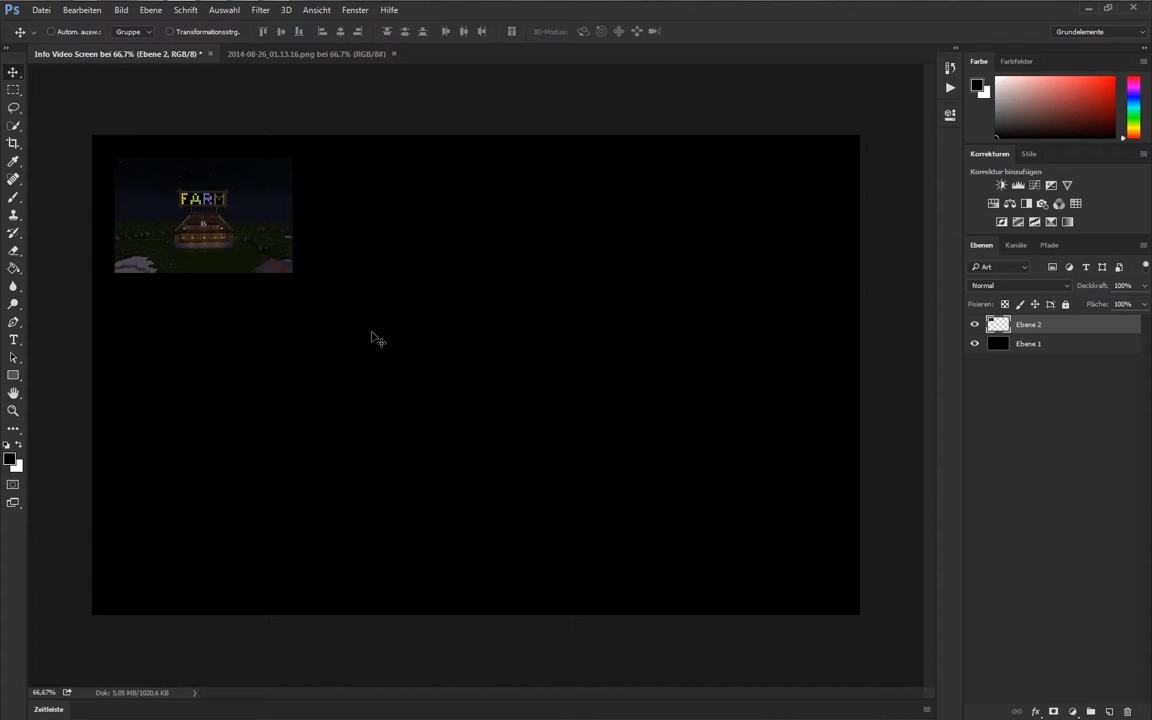 Ps Datei Bearbeiten Bild Ebene Schrift Auswahl Filter 3D Ansicht Fenster Hilfe
Autom. ausw.: Gruppe Transformationsstrg. 3D-Modus: Grundelemente
Info Video Screen bei 66,7% (Ebene 2, RGB/8) * 2014-08-26_01.13.16.png bei 66,7% (RGB/8#)
Farbe Farbfelder
Korrekturen Stile
Korrektur hinzufügen
FARM
Ebenen Kanäle Pfade
Art
Normal Deckkraft: 100%
Fixieren: Fläche: 100%
Ebene 2
Ebene 1
66,67% Dok: 5,05 MB/1020,6 KB
Zeitleiste